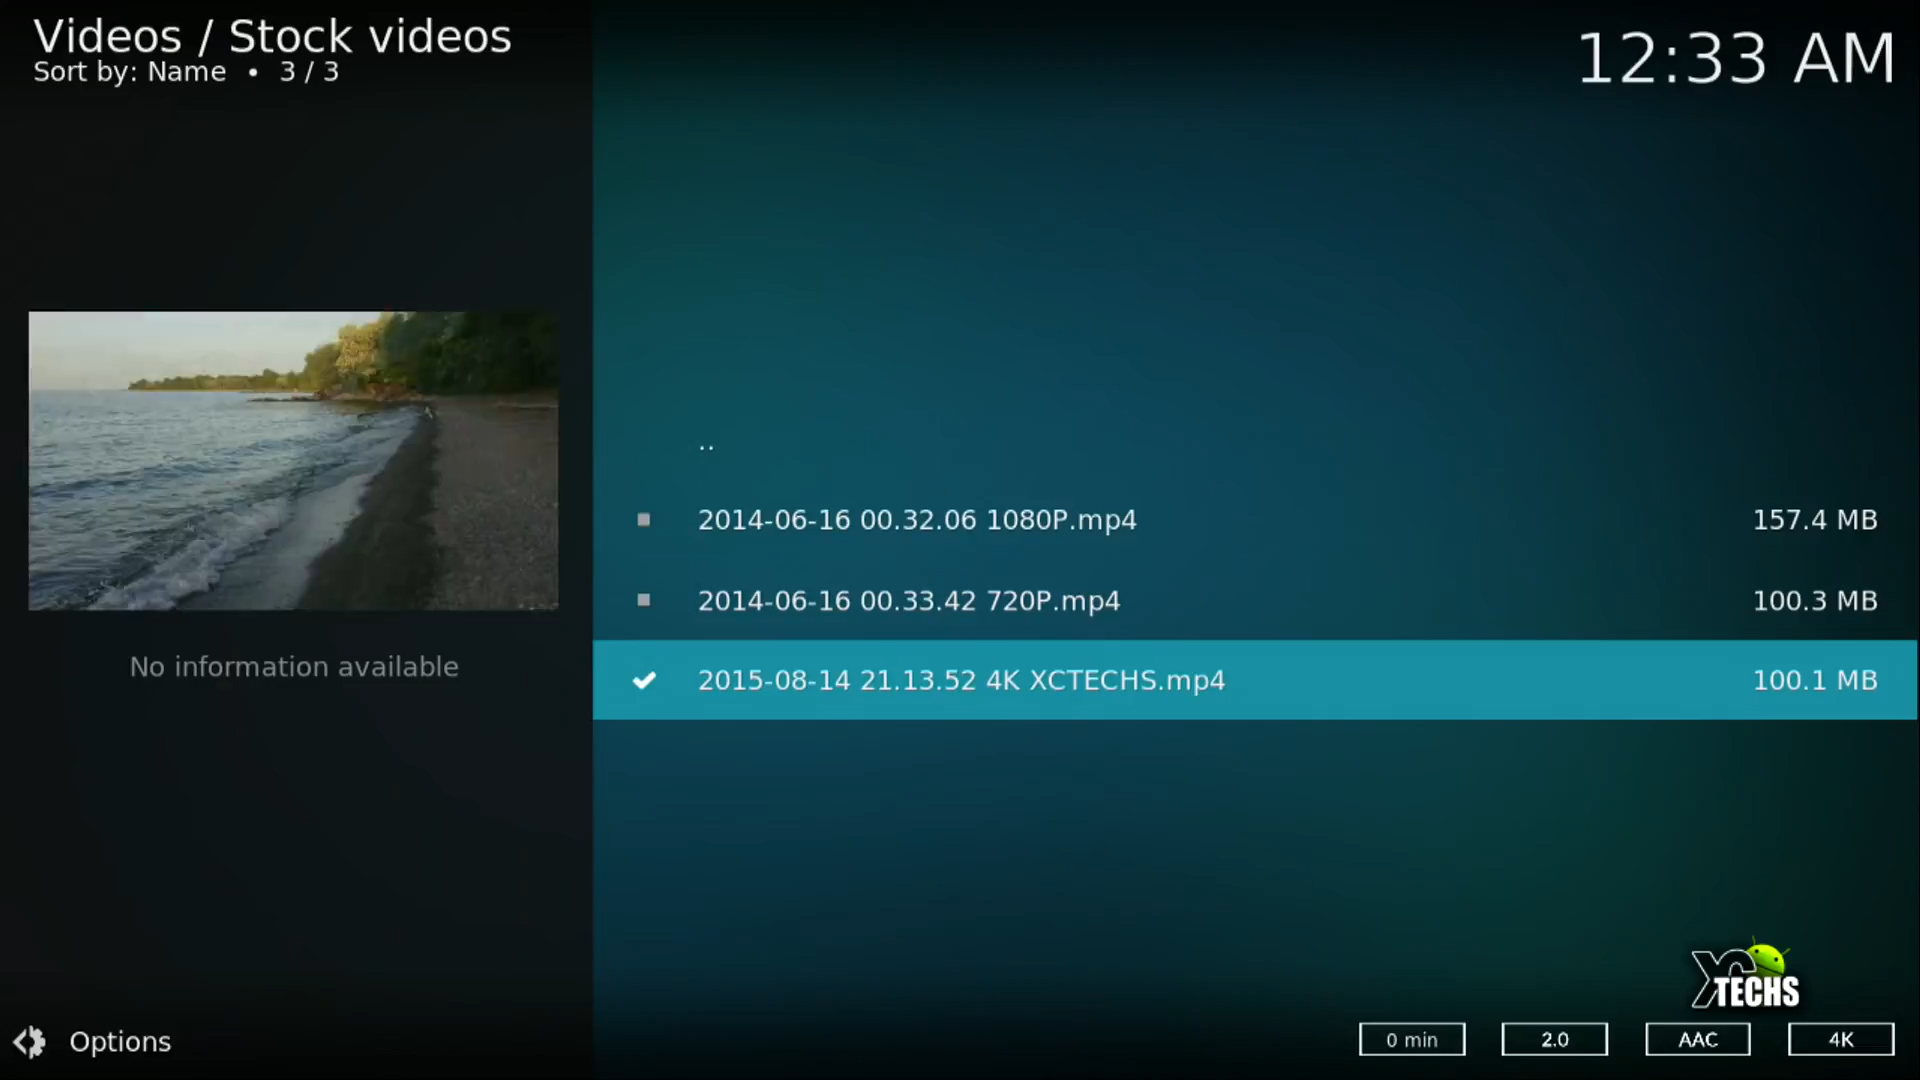 Videos / Stock videos
Sort by: Name • 3 / 3
12:33 AM
..
2014-06-16 00.32.06 1080P.mp4 157.4 MB
2014-06-16 00.33.42 720P.mp4 100.3 MB
2015-08-14 21.13.52 4K XCTECHS.mp4 100.1 MB
No information available
XCTECHS
Options
0 min 2.0 AAC 4K